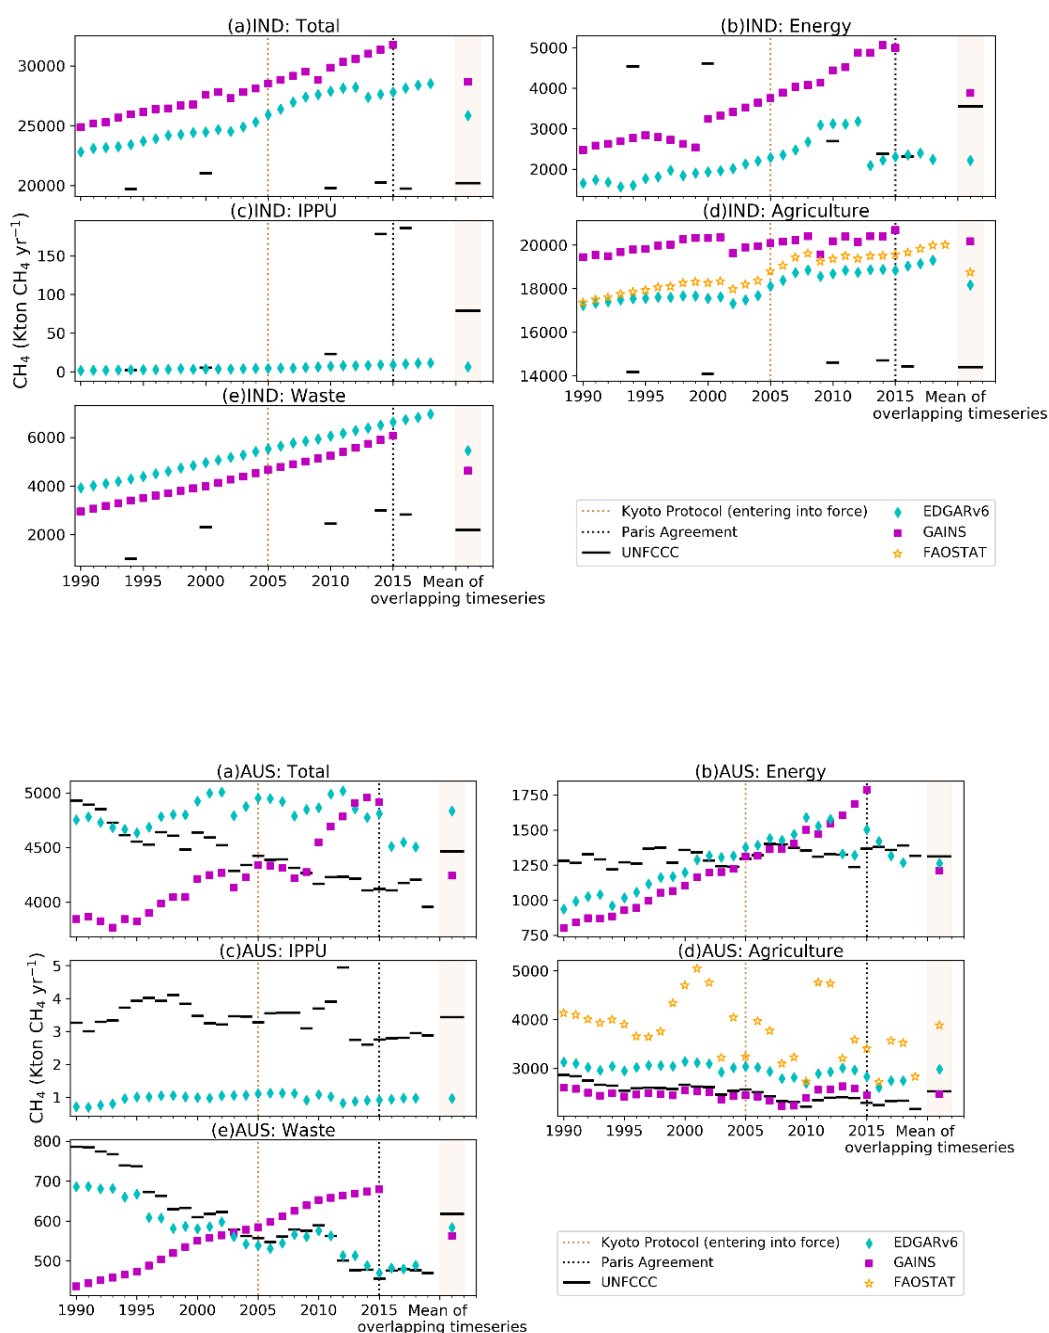 (a)IND: Total
30000
25000
20000
(b)IND: Energy
5000
4000
3000
2000
(c)IND: IPPU
150
100
50
0
CH₄ (Kton CH₄ yr⁻¹)
(d)IND: Agriculture
20000
18000
16000
14000
1990 1995 2000 2005 2010 2015 Mean of
overlapping timeseries
(e)IND: Waste
6000
4000
2000
1990 1995 2000 2005 2010 2015 Mean of
overlapping timeseries
Kyoto Protocol (entering into force)
Paris Agreement
UNFCCC
EDGARv6
GAINS
FAOSTAT
(a)AUS: Total
5000
4500
4000
(b)AUS: Energy
1750
1500
1250
1000
750
(c)AUS: IPPU
5
4
3
2
1
CH₄ (Kton CH₄ yr⁻¹)
(d)AUS: Agriculture
5000
4000
3000
1990 1995 2000 2005 2010 2015 Mean of
overlapping timeseries
(e)AUS: Waste
800
700
600
500
1990 1995 2000 2005 2010 2015 Mean of
overlapping timeseries
Kyoto Protocol (entering into force)
Paris Agreement
UNFCCC
EDGARv6
GAINS
FAOSTAT